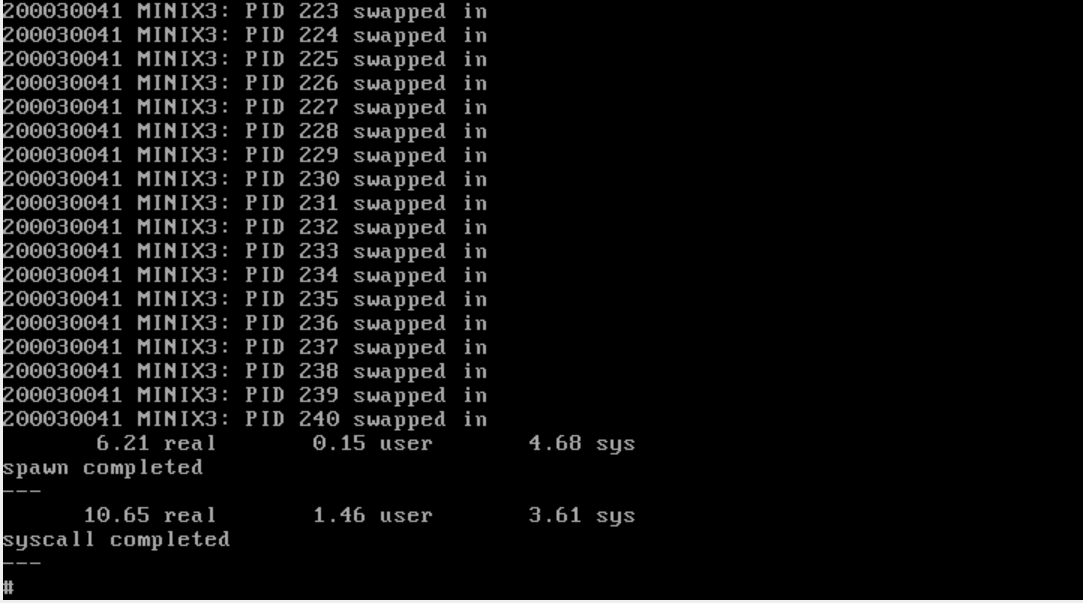 200030041 MINIX3: PID 223 swapped in
200030041 MINIX3: PID 224 swapped in
200030041 MINIX3: PID 225 swapped in
200030041 MINIX3: PID 226 swapped in
200030041 MINIX3: PID 227 swapped in
200030041 MINIX3: PID 228 swapped in
200030041 MINIX3: PID 229 swapped in
200030041 MINIX3: PID 230 swapped in
200030041 MINIX3: PID 231 swapped in
200030041 MINIX3: PID 232 swapped in
200030041 MINIX3: PID 233 swapped in
200030041 MINIX3: PID 234 swapped in
200030041 MINIX3: PID 235 swapped in
200030041 MINIX3: PID 236 swapped in
200030041 MINIX3: PID 237 swapped in
200030041 MINIX3: PID 238 swapped in
200030041 MINIX3: PID 239 swapped in
200030041 MINIX3: PID 240 swapped in
6.21 real 0.15 user 4.68 sys
spawn completed
---
10.65 real 1.46 user 3.61 sys
syscall completed
---
#